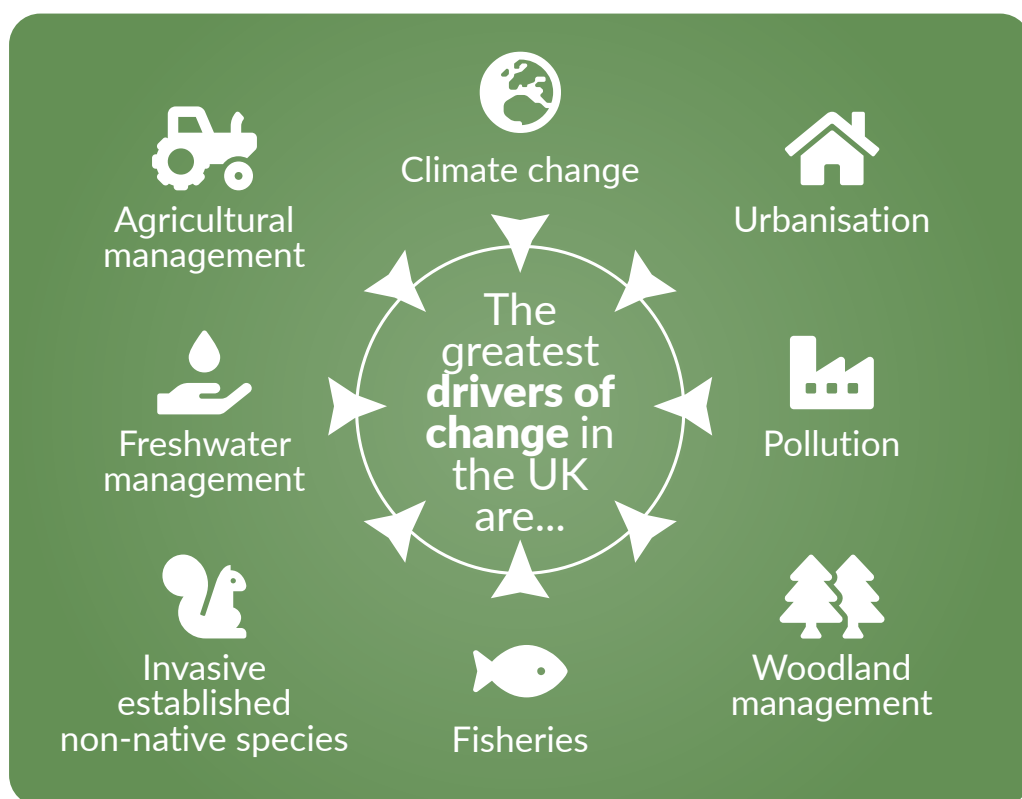 Climate change
Agricultural
management
Urbanisation
The
greatest
drivers of
change in
the UK
are...
Freshwater
management
Pollution
Invasive
established
non-native species
Fisheries
Woodland
management